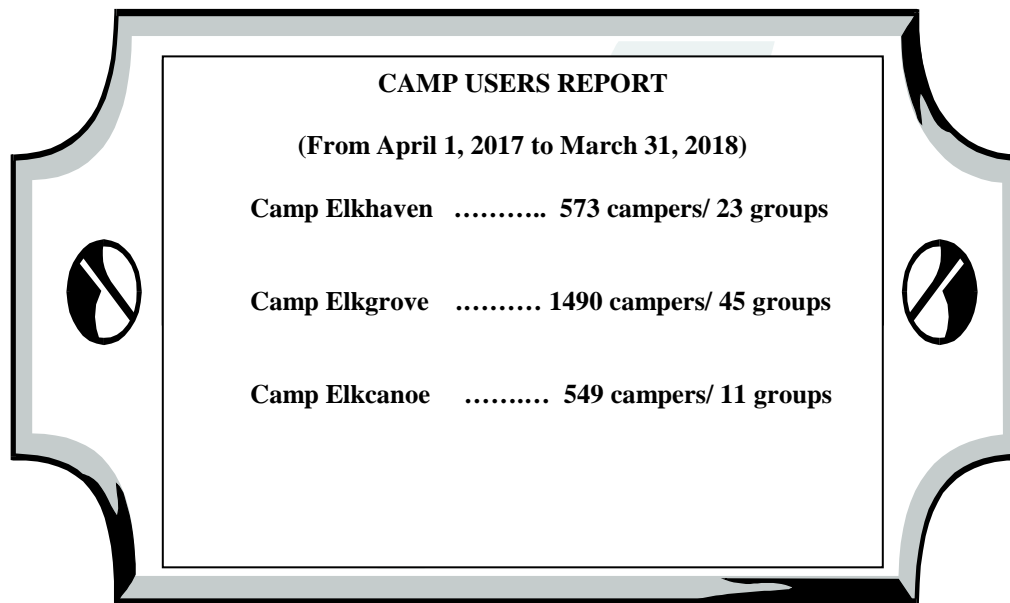 CAMP USERS REPORT
(From April 1, 2017 to March 31, 2018)
Camp Elkhaven ……….. 573 campers/ 23 groups
Camp Elkgrove ………. 1490 campers/ 45 groups
Camp Elkcanoe …….… 549 campers/ 11 groups